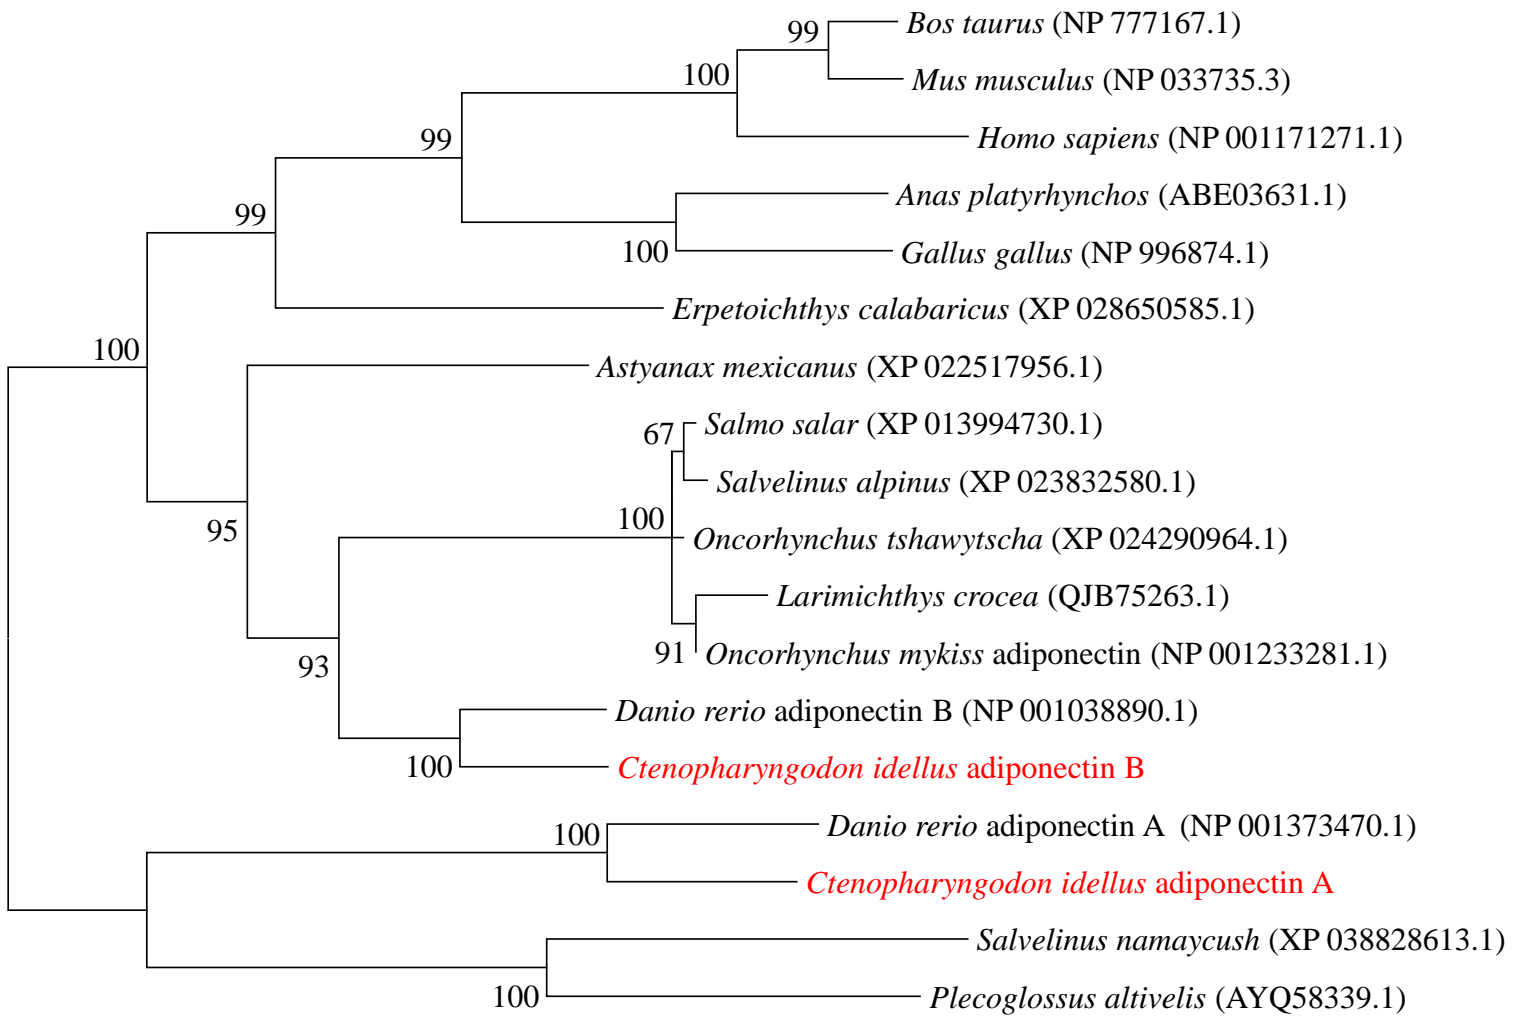 99 Bos taurus (NP 777167.1)
100 Mus musculus (NP 033735.3)
99 Homo sapiens (NP 001171271.1)
Anas platyrhynchos (ABE03631.1)
99
100 Gallus gallus (NP 996874.1)
Erpetoichthys calabaricus (XP 028650585.1)
100 Astyanax mexicanus (XP 022517956.1)
67 Salmo salar (XP 013994730.1)
Salvelinus alpinus (XP 023832580.1)
95 100 Oncorhynchus tshawytscha (XP 024290964.1)
Larimichthys crocea (QJB75263.1)
93 91 Oncorhynchus mykiss adiponectin (NP 001233281.1)
Danio rerio adiponectin B (NP 001038890.1)
100 Ctenopharyngodon idellus adiponectin B
100 Danio rerio adiponectin A (NP 001373470.1)
Ctenopharyngodon idellus adiponectin A
Salvelinus namaycush (XP 038828613.1)
100 Plecoglossus altivelis (AYQ58339.1)